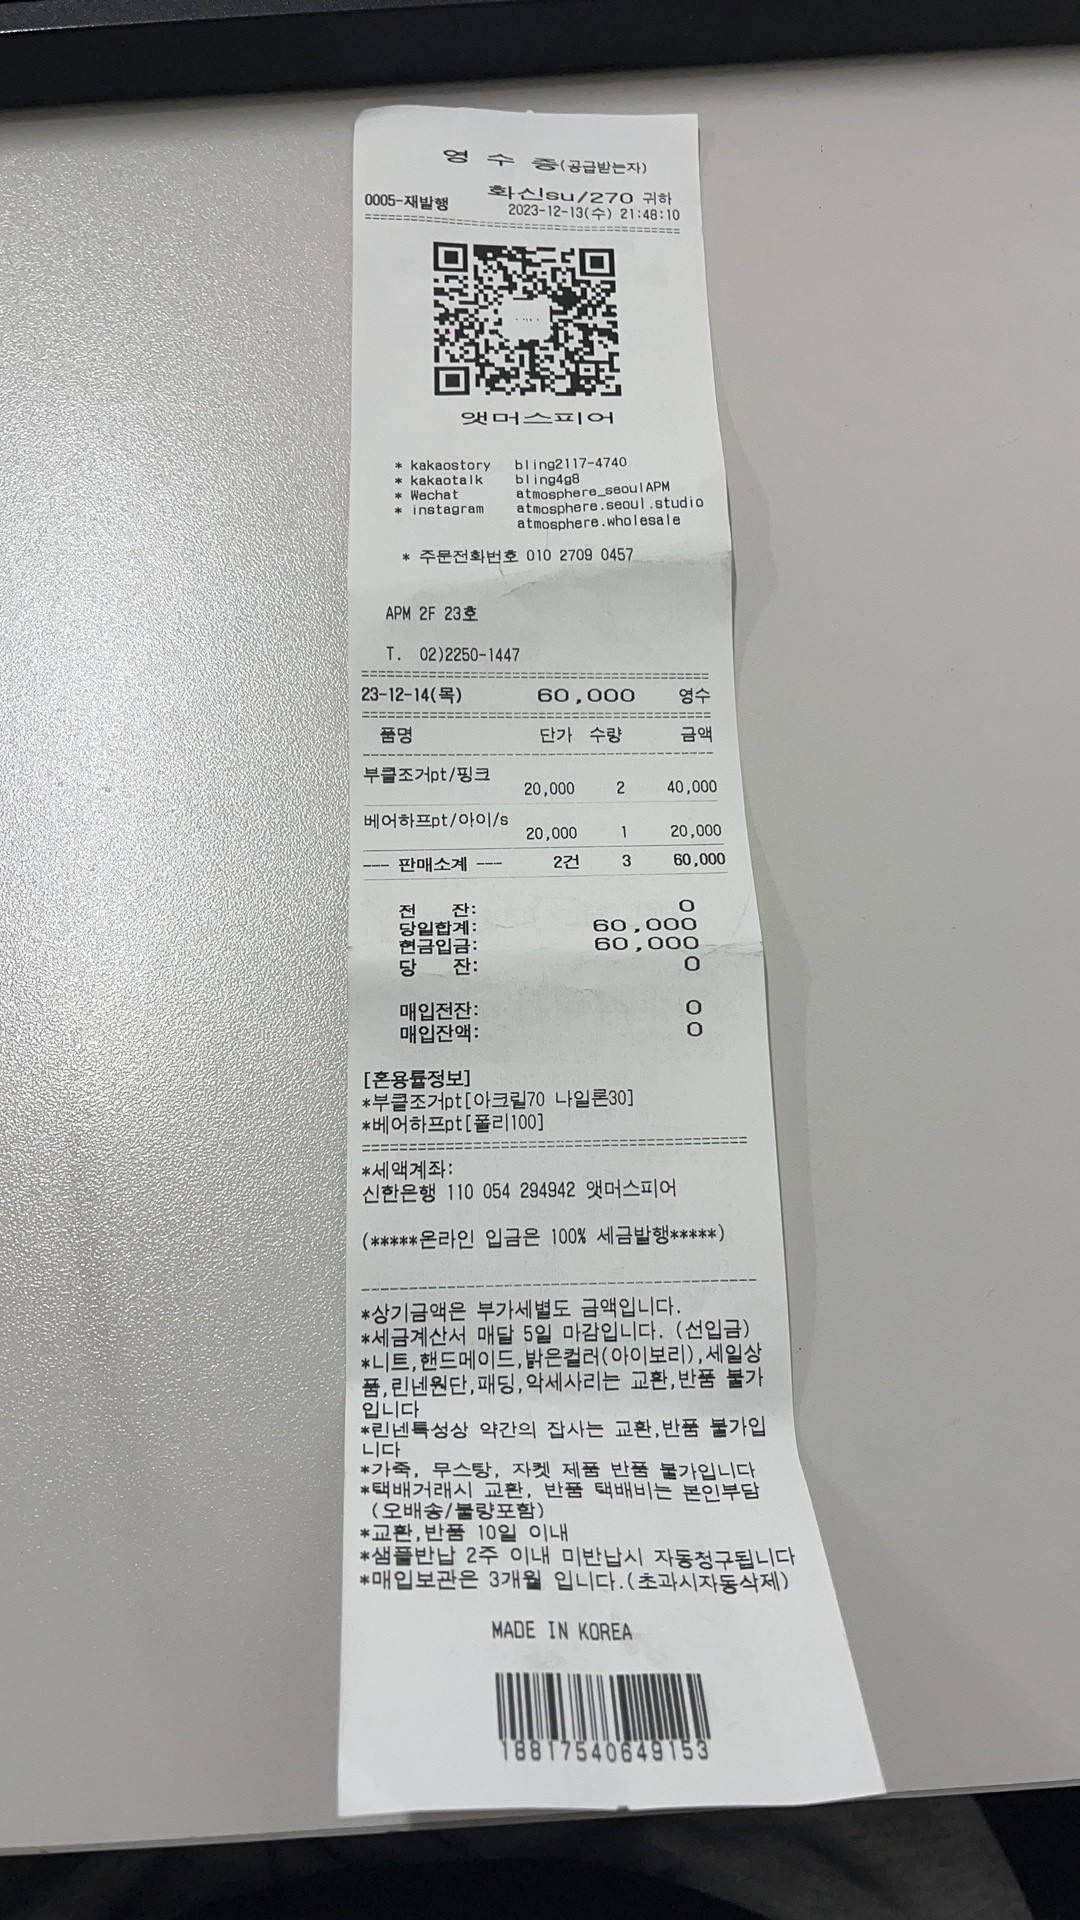 영 수 증(공급받는자)
0005-재발행 화신su/270 귀하
2023-12-13(수) 21:48:10
앳머스피어
* kakaostory bling2117-4740
* kakaotalk bling4g8
* Wechat atmosphere_seoulAPM
* instagram atmosphere.seoul.studio
atmosphere.wholesale
* 주문전화번호 010 2709 0457
APM 2F 23호
T. 02)2250-1447
23-12-14(목) 60,000 영수
품명 단가 수량 금액
부클조거pt/핑크
20,000 2 40,000
베어하프pt/아이/s
20,000 1 20,000
--- 판매소계 --- 2건 3 60,000
전 잔: 0
당일합계: 60,000
현금입금: 60,000
당 잔: 0
매입전잔: 0
매입잔액: 0
[혼용률정보]
*부클조거pt[아크릴70 나일론30]
*베어하프pt[폴리100]
*세액계좌:
신한은행 110 054 294942 앳머스피어
(*****온라인 입금은 100% 세금발행*****)
*상기금액은 부가세별도 금액입니다.
*세금계산서 매달 5일 마감입니다. (선입금)
*니트,핸드메이드,밝은컬러(아이보리),세일상
품,린넨원단,패딩,악세사리는 교환,반품 불가
입니다
*린넨특성상 약간의 잡사는 교환,반품 불가입
니다
*가죽, 무스탕, 자켓 제품 반품 불가입니다
*택배거래시 교환, 반품 택배비는 본인부담
(오배송/불량포함)
*교환,반품 10일 이내
*샘플반납 2주 이내 미반납시 자동청구됩니다
*매입보관은 3개월 입니다.(초과시자동삭제)
MADE IN KOREA
18817540649153